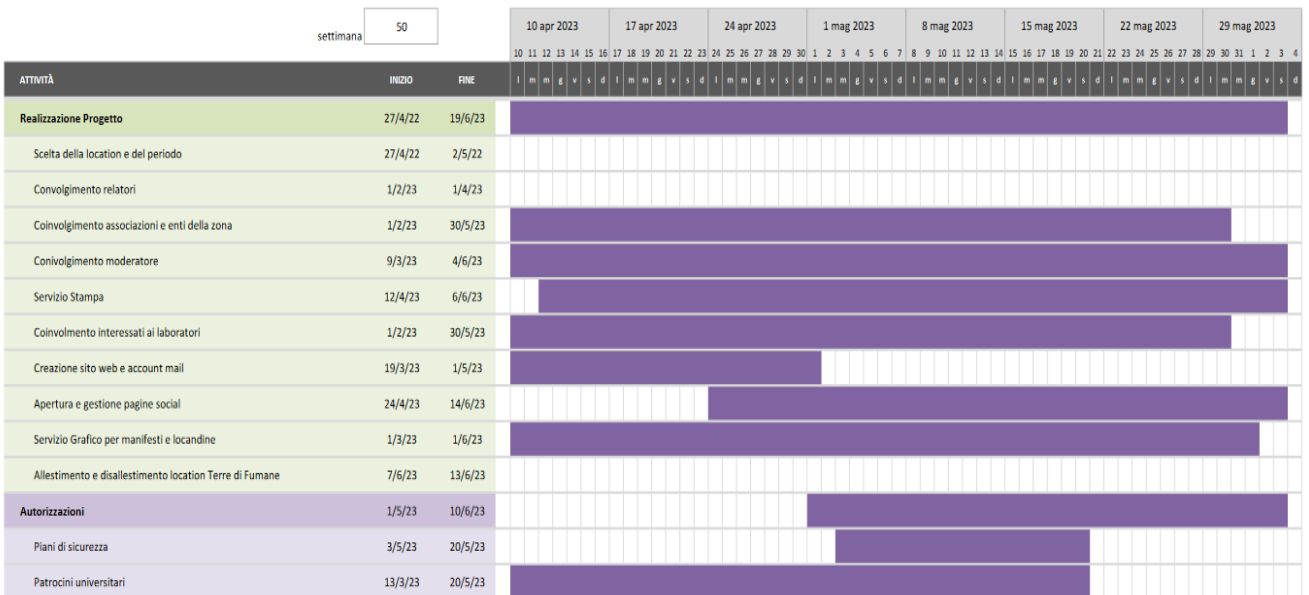 settimana 50
10 apr 2023 17 apr 2023 24 apr 2023 1 mag 2023 8 mag 2023 15 mag 2023 22 mag 2023 29 mag 2023
10 11 12 13 14 15 16 17 18 19 20 21 22 23 24 25 26 27 28 29 30 1 2 3 4 5 6 7 8 9 10 11 12 13 14 15 16 17 18 19 20 21 22 23 24 25 26 27 28 29 30 31 1 2 3 4
ATTIVITÀ INIZIO FINE l m m g v s d l m m g v s d l m m g v s d l m m g v s d l m m g v s d l m m g v s d l m m g v s d l m m g v s d
Realizzazione Progetto 27/4/22 19/6/23
Scelta della location e del periodo 27/4/22 2/5/22
Convolgimento relatori 1/2/23 1/4/23
Coinvolgimento associazioni e enti della zona 1/2/23 30/5/23
Conivolgimento moderatore 9/3/23 4/6/23
Servizio Stampa 12/4/23 6/6/23
Coinvolmento interessati ai laboratori 1/2/23 30/5/23
Creazione sito web e account mail 19/3/23 1/5/23
Apertura e gestione pagine social 24/4/23 14/6/23
Servizio Grafico per manifesti e locandine 1/3/23 1/6/23
Allestimento e disallestimento location Terre di Fumane 7/6/23 13/6/23
Autorizzazioni 1/5/23 10/6/23
Piani di sicurezza 3/5/23 20/5/23
Patrocini universitari 13/3/23 20/5/23